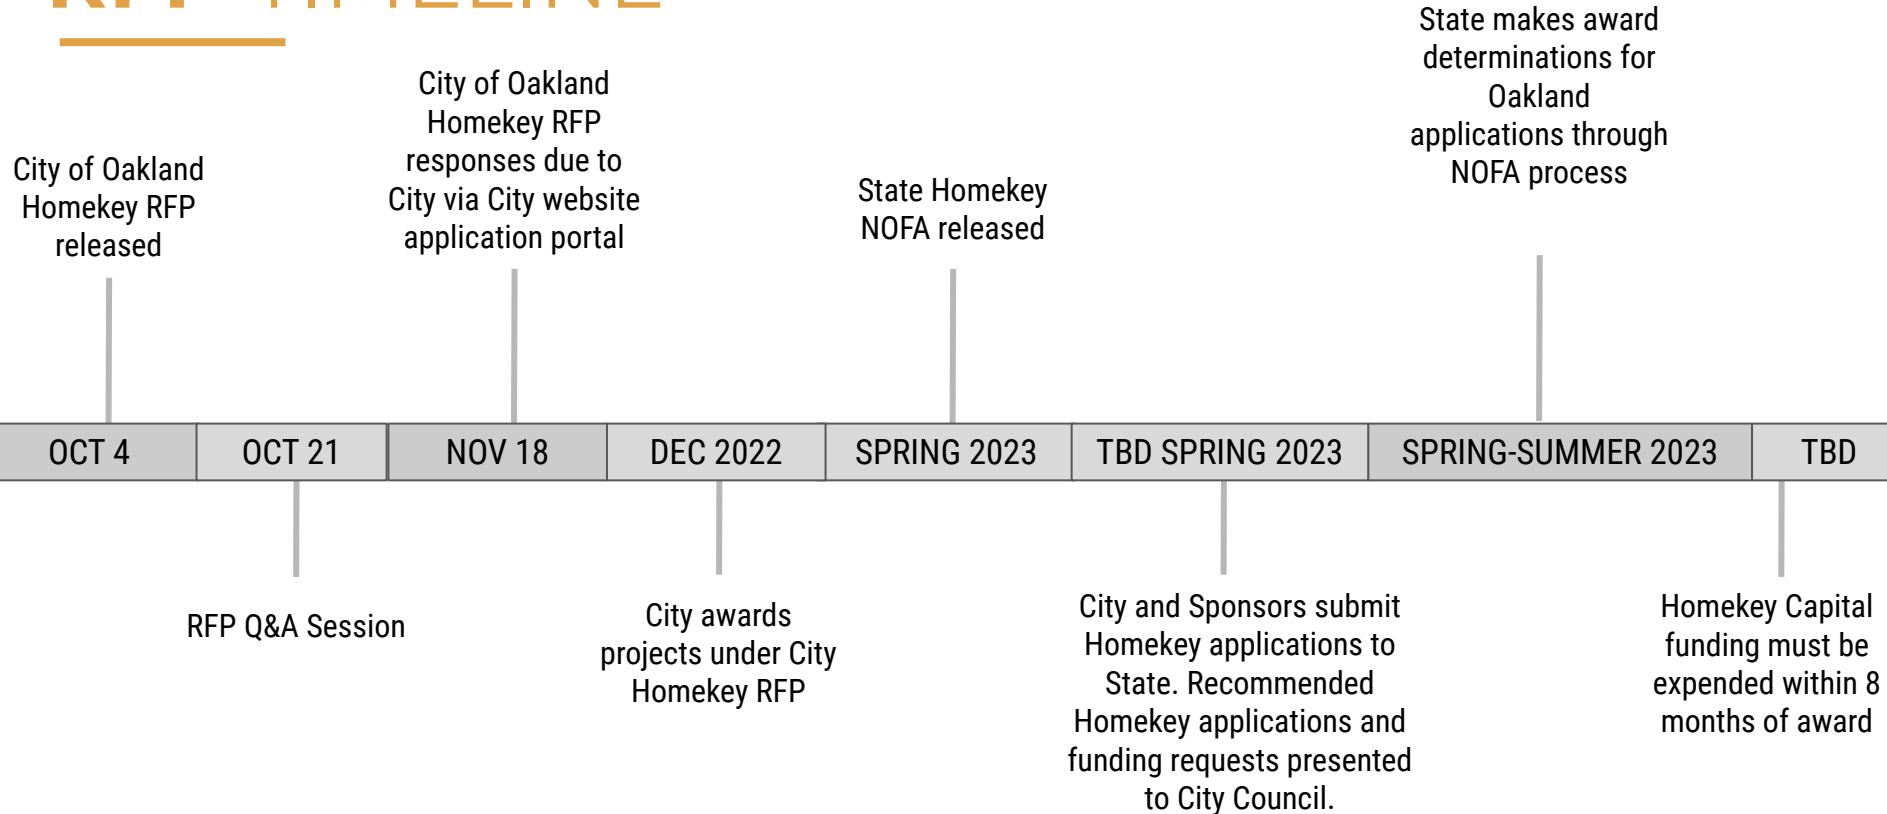 RFP TIMELINE
City of Oakland
Homekey RFP
released
City of Oakland
Homekey RFP
responses due to
City via City website
application portal
State Homekey
NOFA released
State makes award
determinations for
Oakland
applications through
NOFA process
OCT 4
OCT 21
NOV 18
DEC 2022
SPRING 2023
TBD SPRING 2023
SPRING-SUMMER 2023
TBD
RFP Q&A Session
City awards
projects under City
Homekey RFP
City and Sponsors submit
Homekey applications to
State. Recommended
Homekey applications and
funding requests presented
to City Council.
Homekey Capital
funding must be
expended within 8
months of award